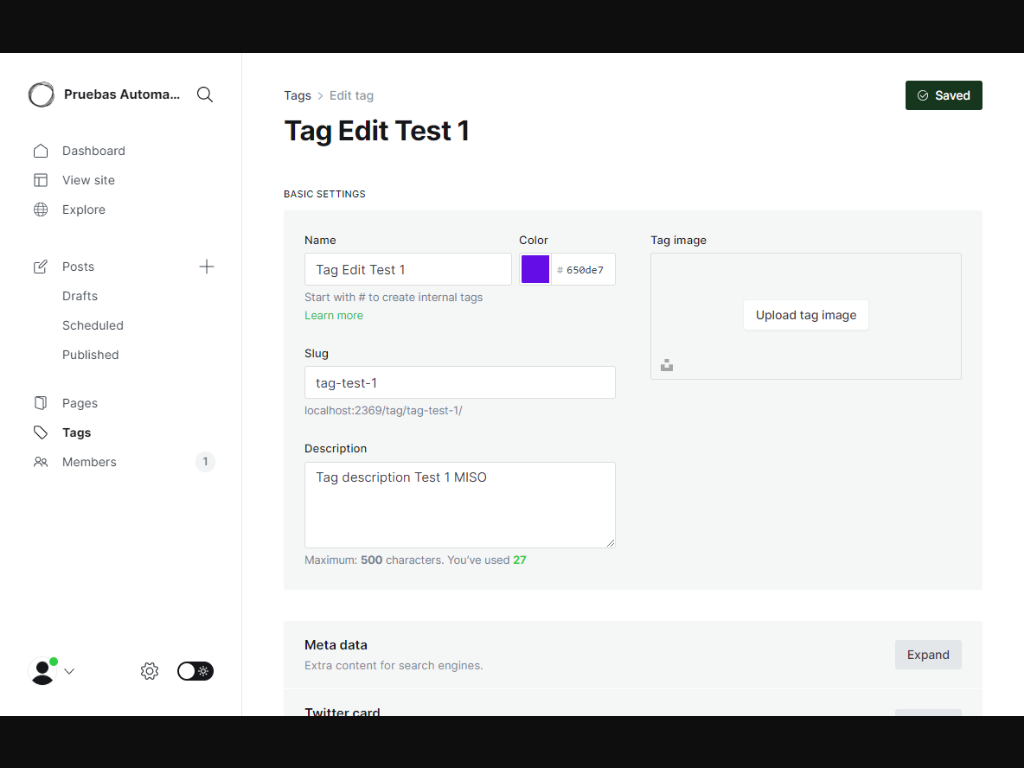 Pruebas Automa...
Dashboard
View site
Explore
Posts
Drafts
Scheduled
Published
Pages
Tags
Members
1
Tags > Edit tag
Saved
Tag Edit Test 1
BASIC SETTINGS
Name
Color
Tag Edit Test 1
# 650de7
Start with # to create internal tags
Learn more
Slug
tag-test-1
localhost:2369/tag/tag-test-1/
Description
Tag description Test 1 MISO
Maximum: 500 characters. You've used 27
Tag image
Upload tag image
Meta data
Extra content for search engines.
Expand
Twitter card